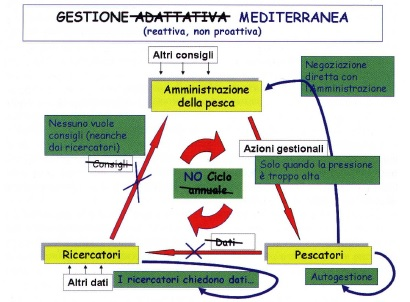 GESTIONE ADATTATIVA MEDITERRANEA
(reattiva, non proattiva)
Altri consigli
Negoziazione
diretta con
l'Amministrazione
Amministrazione
della pesca
Nessuno vuole
consigli (neanche
dai ricercatori)
Consigli
Azioni gestionali
Solo quando la pressione
è troppo alta
NO Ciclo
annuale
Dati
Ricercatori
Pescatori
Altri dati
I ricercatori chiedono dati...
Autogestione